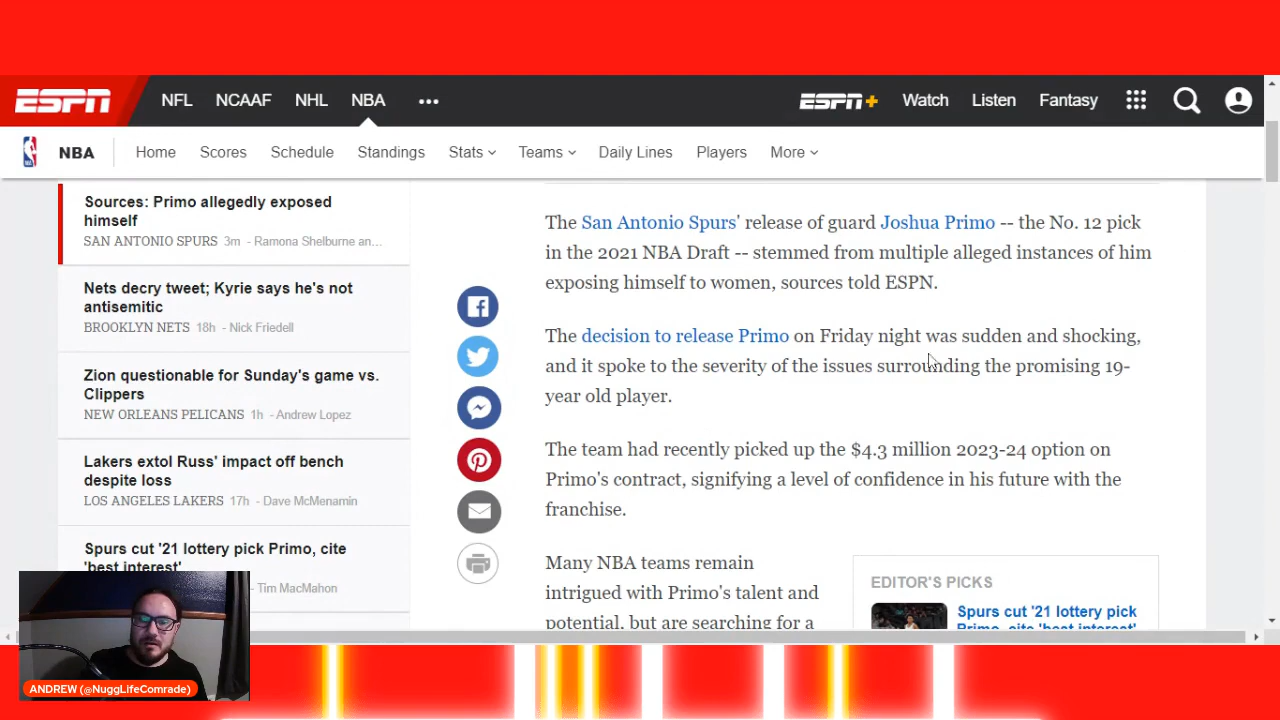 ESPN NFL NCAAF NHL NBA ••• ESPN+ Watch Listen Fantasy
NBA Home Scores Schedule Standings Stats Teams Daily Lines Players More
Sources: Primo allegedly exposed
himself
SAN ANTONIO SPURS 3m - Ramona Shelburne an...
Nets decry tweet; Kyrie says he's not
antisemitic
BROOKLYN NETS 18h - Nick Friedell
Zion questionable for Sunday's game vs.
Clippers
NEW ORLEANS PELICANS 1h - Andrew Lopez
Lakers extol Russ' impact off bench
despite loss
LOS ANGELES LAKERS 17h - Dave McMenamin
Spurs cut '21 lottery pick Primo, cite
'best interest'
- Tim MacMahon
The San Antonio Spurs' release of guard Joshua Primo -- the No. 12 pick
in the 2021 NBA Draft -- stemmed from multiple alleged instances of him
exposing himself to women, sources told ESPN.
The decision to release Primo on Friday night was sudden and shocking,
and it spoke to the severity of the issues surrounding the promising 19-
year old player.
The team had recently picked up the $4.3 million 2023-24 option on
Primo's contract, signifying a level of confidence in his future with the
franchise.
Many NBA teams remain
intrigued with Primo's talent and
potential, but are searching for a
EDITOR'S PICKS
Spurs cut '21 lottery pick
Primo, cite 'best interest'
ANDREW (@NuggLifeComrade)